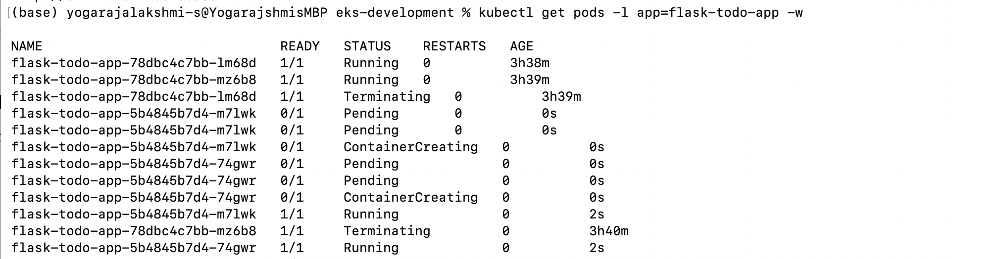 (base) yogarajalakshmi-s@YogarajshmisMBP eks-development % kubectl get pods -l app=flask-todo-app -w
NAME READY STATUS RESTARTS AGE
flask-todo-app-78dbc4c7bb-lm68d 1/1 Running 0 3h38m
flask-todo-app-78dbc4c7bb-mz6b8 1/1 Running 0 3h39m
flask-todo-app-78dbc4c7bb-lm68d 1/1 Terminating 0 3h39m
flask-todo-app-5b4845b7d4-m7lwk 0/1 Pending 0 0s
flask-todo-app-5b4845b7d4-m7lwk 0/1 Pending 0 0s
flask-todo-app-5b4845b7d4-m7lwk 0/1 ContainerCreating 0 0s
flask-todo-app-5b4845b7d4-74gwr 0/1 Pending 0 0s
flask-todo-app-5b4845b7d4-74gwr 0/1 Pending 0 0s
flask-todo-app-5b4845b7d4-74gwr 0/1 ContainerCreating 0 0s
flask-todo-app-5b4845b7d4-m7lwk 1/1 Running 0 2s
flask-todo-app-78dbc4c7bb-mz6b8 1/1 Terminating 0 3h40m
flask-todo-app-5b4845b7d4-74gwr 1/1 Running 0 2s